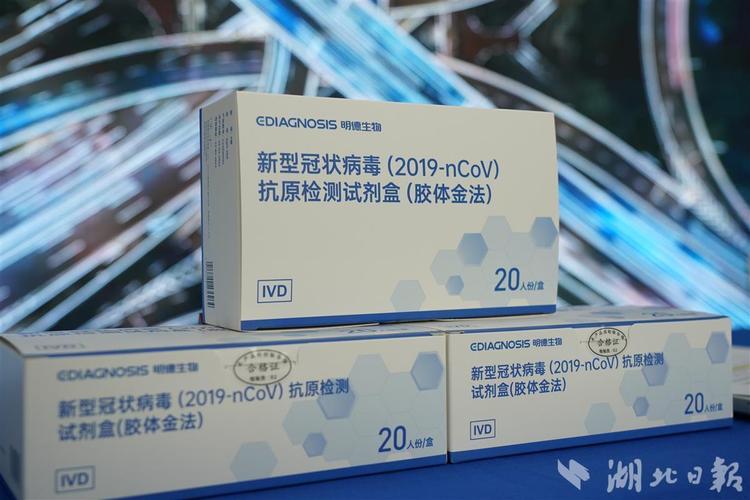 EDIAGNOSIS 明德生物
新型冠状病毒(2019-nCoV)
抗原检测试剂盒(胶体金法)
IVD
20人份/盒
EDIAGNOSIS 明德生物
合格证
新型冠状病毒(2019-nCoV)抗原检测
试剂盒(胶体金法)
IVD
20人份/盒
EDIAGNOSIS 明德生物
合格证
新型冠状病毒(2019-nCoV)抗原检测
试剂盒(胶体金法)
IVD
20人份/盒
湖北日報